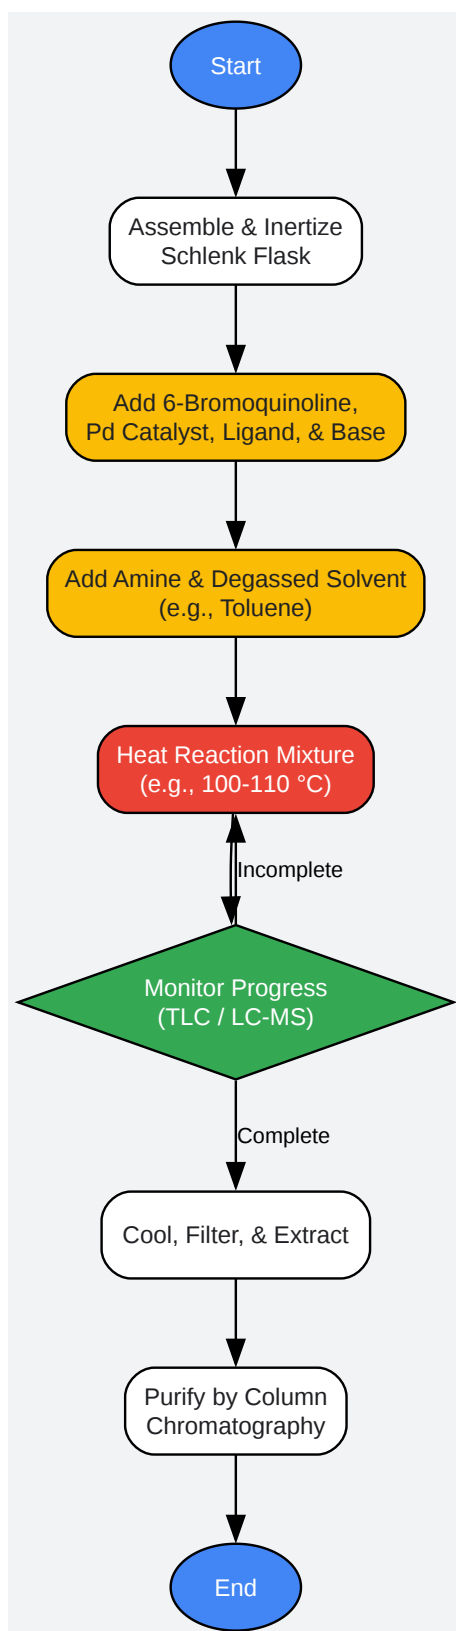 Start
Assemble & Inertize
Schlenk Flask
Add 6-Bromoquinoline,
Pd Catalyst, Ligand, & Base
Add Amine & Degassed Solvent
(e.g., Toluene)
Heat Reaction Mixture
(e.g., 100-110 °C)
Incomplete
Monitor Progress
(TLC / LC-MS)
Complete
Cool, Filter, & Extract
Purify by Column
Chromatography
End